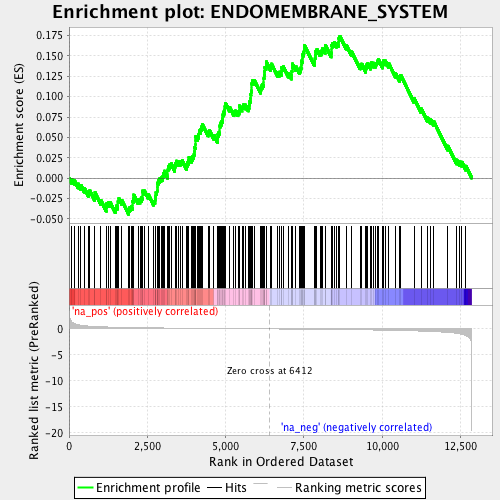 Enrichment plot: ENDOMEMBRANE_SYSTEM
Enrichment score (ES)
0.175
0.150
0.125
0.100
0.075
0.050
0.025
0.000
-0.025
-0.050
'na_pos' (positively correlated)
Ranked list metric (PreRanked)
0
-5
-10
-15
-20
Zero cross at 6412
'na_neg' (negatively correlated)
0
2,500
5,000
7,500
10,000
12,500
Rank in Ordered Dataset
Enrichment profile
Hits
Ranking metric scores